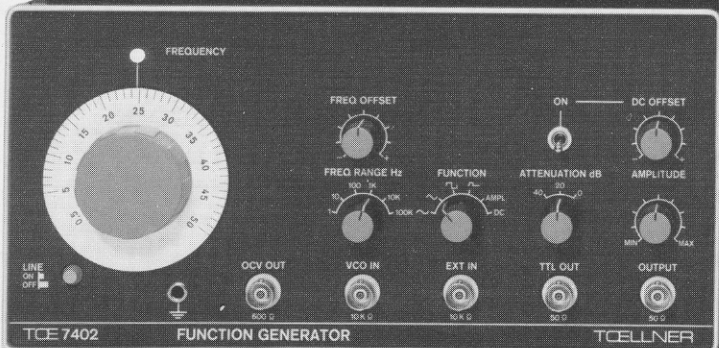 FREQUENCY
0.5 5 10 15 20 25 30 35 40 45 50
FREQ OFFSET
- +
ON
DC OFFSET
- +
FREQ RANGE Hz
1 10 100 1K 10K 100K
FUNCTION
AMPL
DC
ATTENUATION dB
40 20 0
AMPLITUDE
MIN MAX
LINE
ON
OFF
OCV OUT
600 Ω
VCO IN
10 K Ω
EXT IN
10 K Ω
TTL OUT
50 Ω
OUTPUT
50 Ω
TOE 7402 FUNCTION GENERATOR TOELLNER